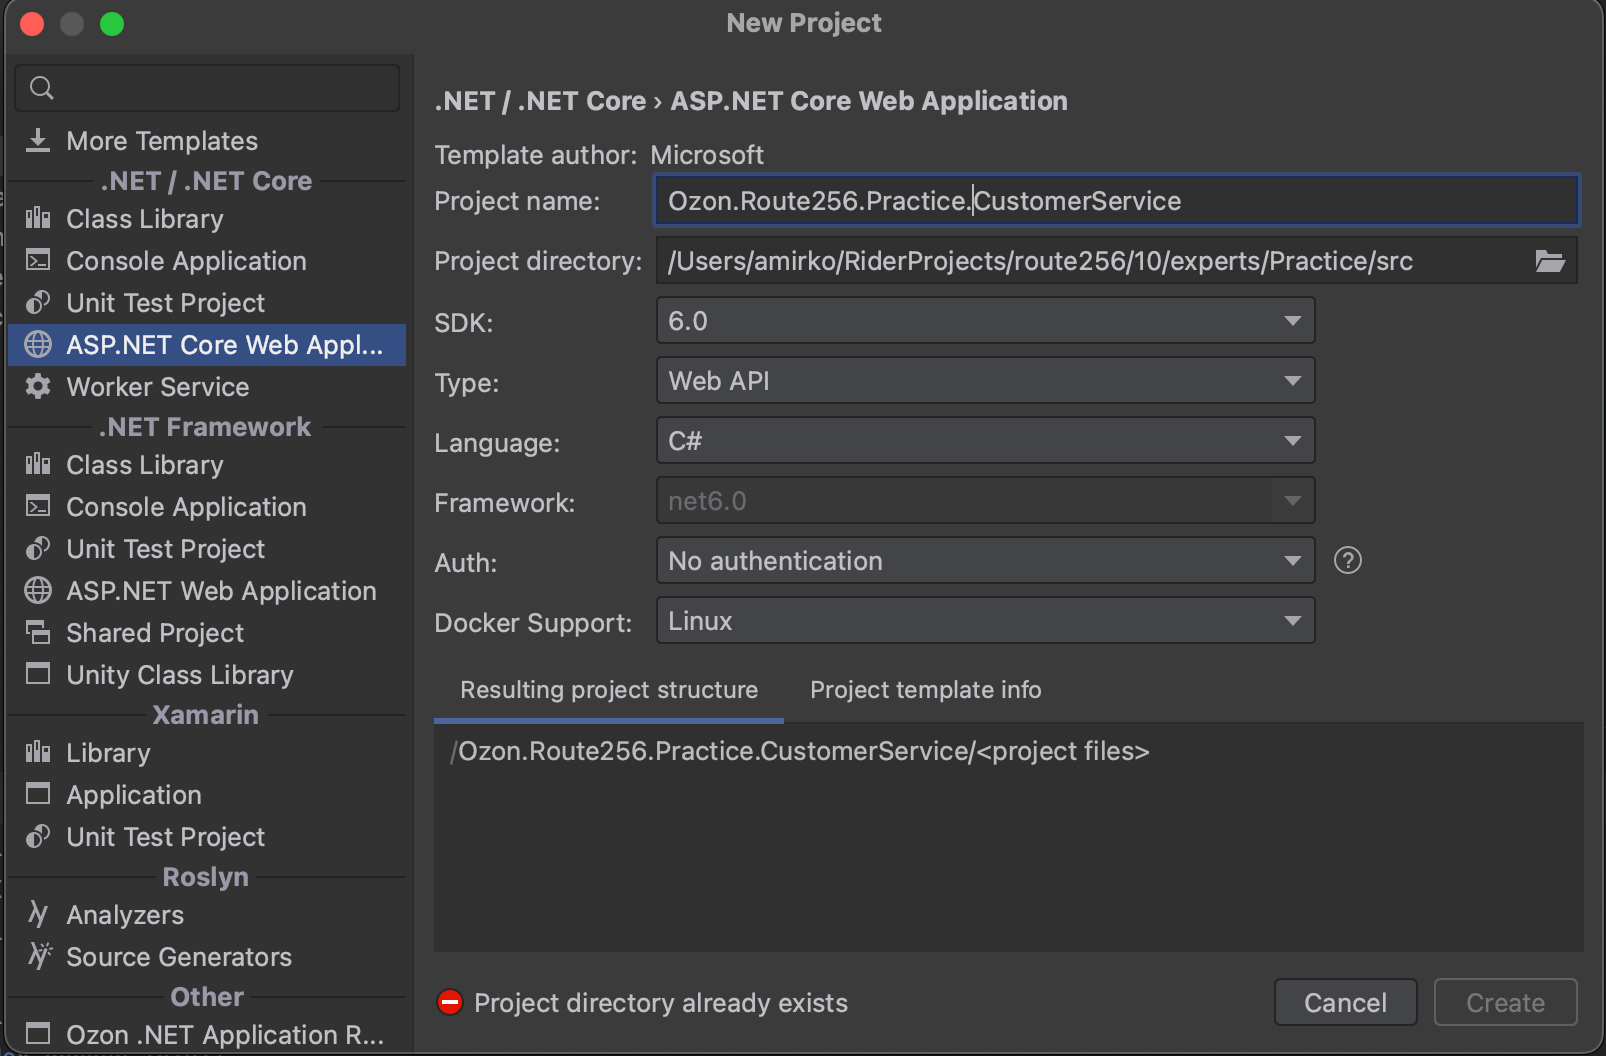 New Project
More Templates
.NET / .NET Core
Class Library
Console Application
Unit Test Project
ASP.NET Core Web Appl...
Worker Service
.NET Framework
Class Library
Console Application
Unit Test Project
ASP.NET Web Application
Shared Project
Unity Class Library
Xamarin
Library
Application
Unit Test Project
Roslyn
Analyzers
Source Generators
Other
Ozon .NET Application R...
.NET / .NET Core › ASP.NET Core Web Application
Template author: Microsoft
Project name: Ozon.Route256.Practice.CustomerService
Project directory: /Users/amirko/RiderProjects/route256/10/experts/Practice/src
SDK: 6.0
Type: Web API
Language: C#
Framework: net6.0
Auth: No authentication ?
Docker Support: Linux
Resulting project structure Project template info
/Ozon.Route256.Practice.CustomerService/<project files>
Project directory already exists
Cancel Create